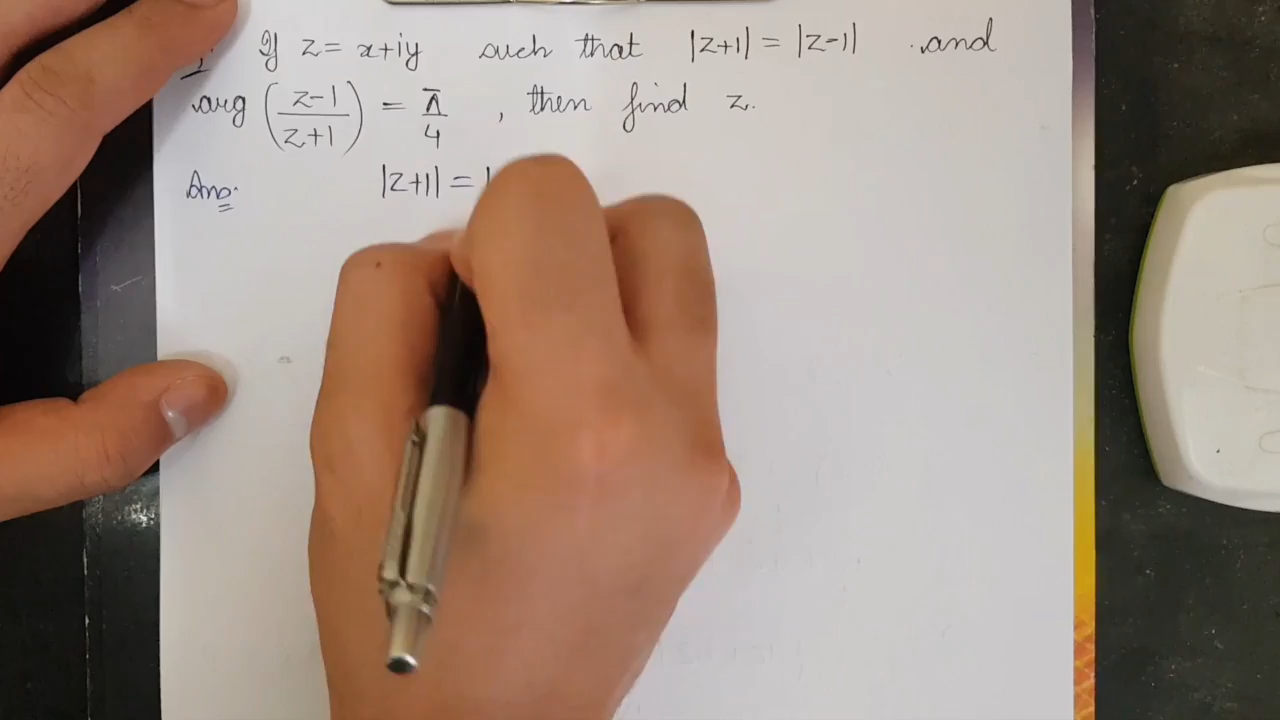 If z = x+iy such that |z+1| = |z-1| and
arg (z-1/z+1) = π/4 , then find z.
Ans: |z+1| = |